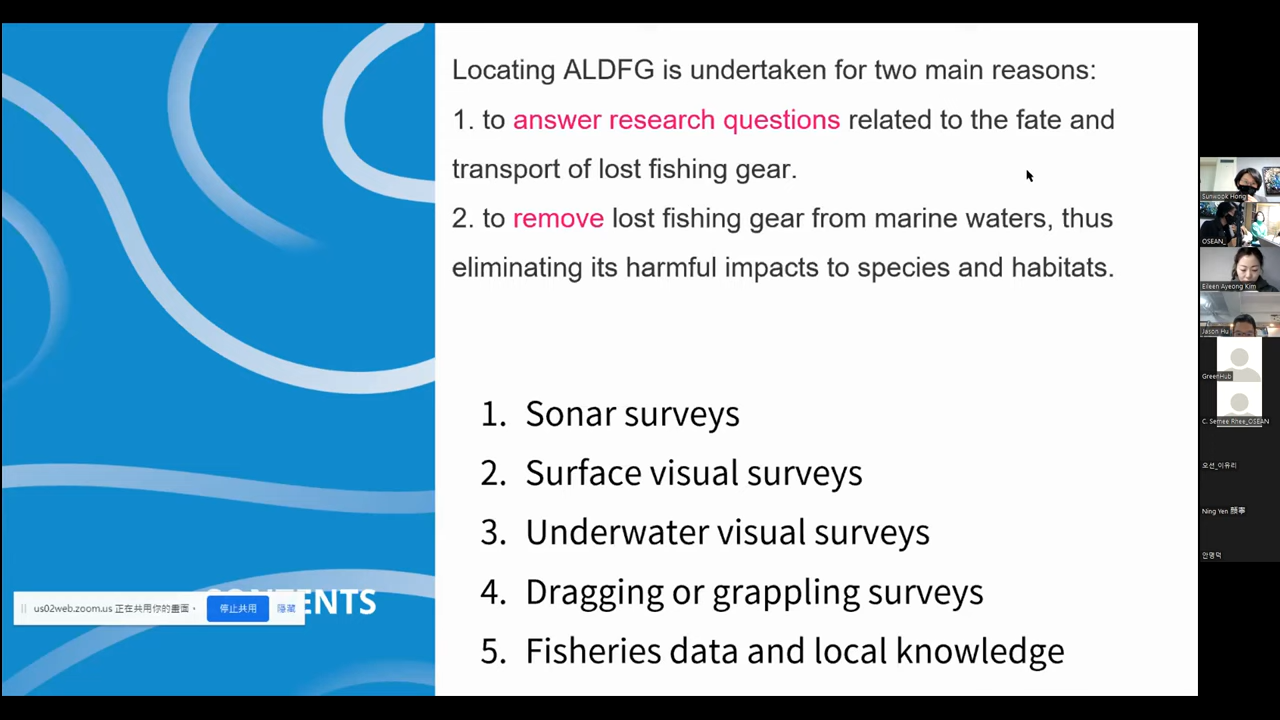 Locating ALDFG is undertaken for two main reasons:
1. to answer research questions related to the fate and
transport of lost fishing gear.
2. to remove lost fishing gear from marine waters, thus
eliminating its harmful impacts to species and habitats.
1. Sonar surveys
2. Surface visual surveys
3. Underwater visual surveys
4. Dragging or grappling surveys
5. Fisheries data and local knowledge
ENTS
us02web.zoom.us 正在共用你的畫面。
停止共用
隱藏
Sunwook Hong
OSEAN_
Eileen Ayeong Kim
Jason Hu
GreenHub
C. Semee Rhee_OSEAN
오션_이유리
Ning Yen 顏寧
안명덕